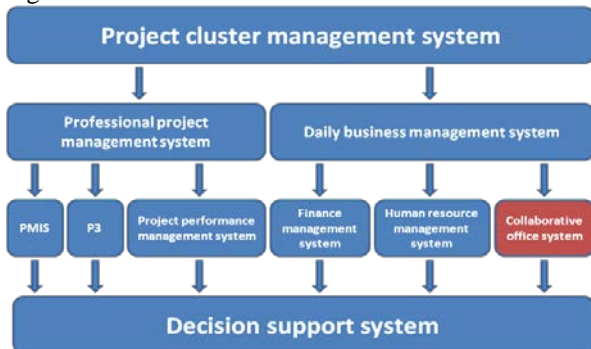 Project cluster management system
Professional project
management system
Daily business management system
PMIS
P3
Project performance
management system
Finance
management
system
Human resource
management
system
Collaborative
office system
Decision support system